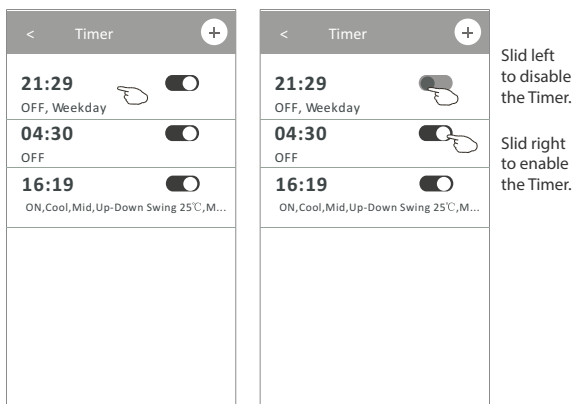 < Timer +
21:29
OFF, Weekday
04:30
OFF
16:19
ON,Cool,Mid,Up-Down Swing 25℃,M...
< Timer +
21:29
OFF, Weekday
04:30
OFF
16:19
ON,Cool,Mid,Up-Down Swing 25℃,M...
Slid left
to disable
the Timer.
Slid right
to enable
the Timer.